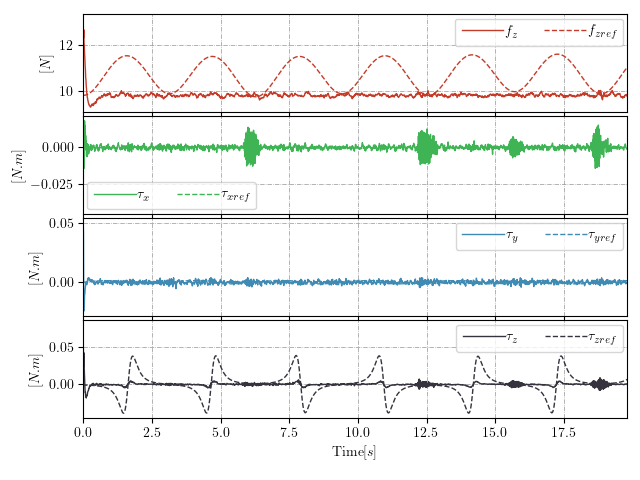 f_z f_zref
12
10
[N]
0.000
−0.025
[N.m]
τ_x τ_xref
0.05
0.00
[N.m]
τ_y τ_yref
0.05
0.00
[N.m]
τ_z τ_zref
0.0 2.5 5.0 7.5 10.0 12.5 15.0 17.5
Time[s]